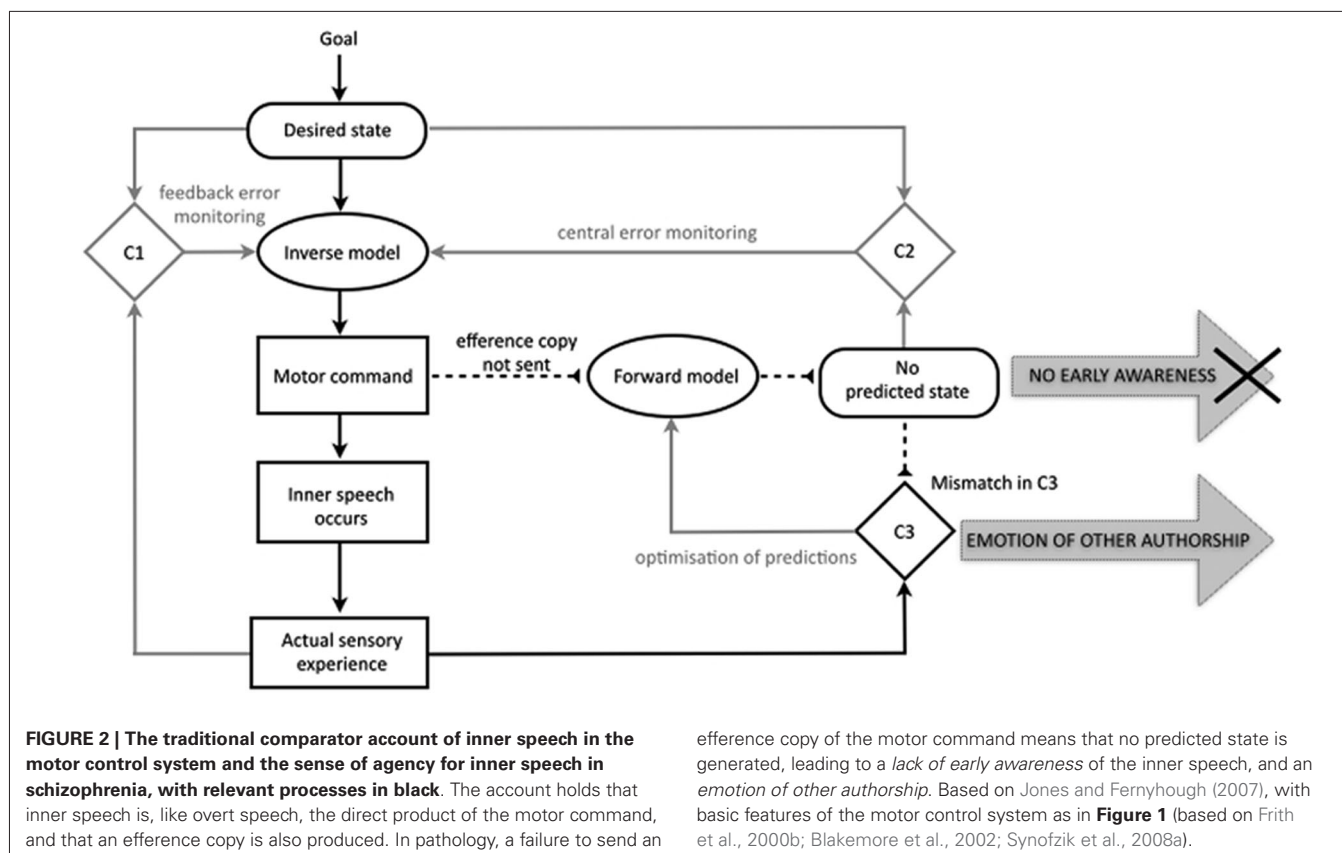 Goal
Desired state
feedback error
monitoring
C1
Inverse model
central error monitoring
C2
Motor command
efference copy
not sent
Forward model
No
predicted state
NO EARLY AWARENESS
Inner speech
occurs
Mismatch in C3
C3
EMOTION OF OTHER AUTHORSHIP
optimisation of predictions
Actual sensory
experience
FIGURE 2 | The traditional comparator account of inner speech in the
motor control system and the sense of agency for inner speech in
schizophrenia, with relevant processes in black. The account holds that
inner speech is, like overt speech, the direct product of the motor command,
and that an efference copy is also produced. In pathology, a failure to send an
efference copy of the motor command means that no predicted state is
generated, leading to a lack of early awareness of the inner speech, and an
emotion of other authorship. Based on Jones and Fernyhough (2007), with
basic features of the motor control system as in Figure 1 (based on Frith
et al., 2000b; Blakemore et al., 2002; Synofzik et al., 2008a).